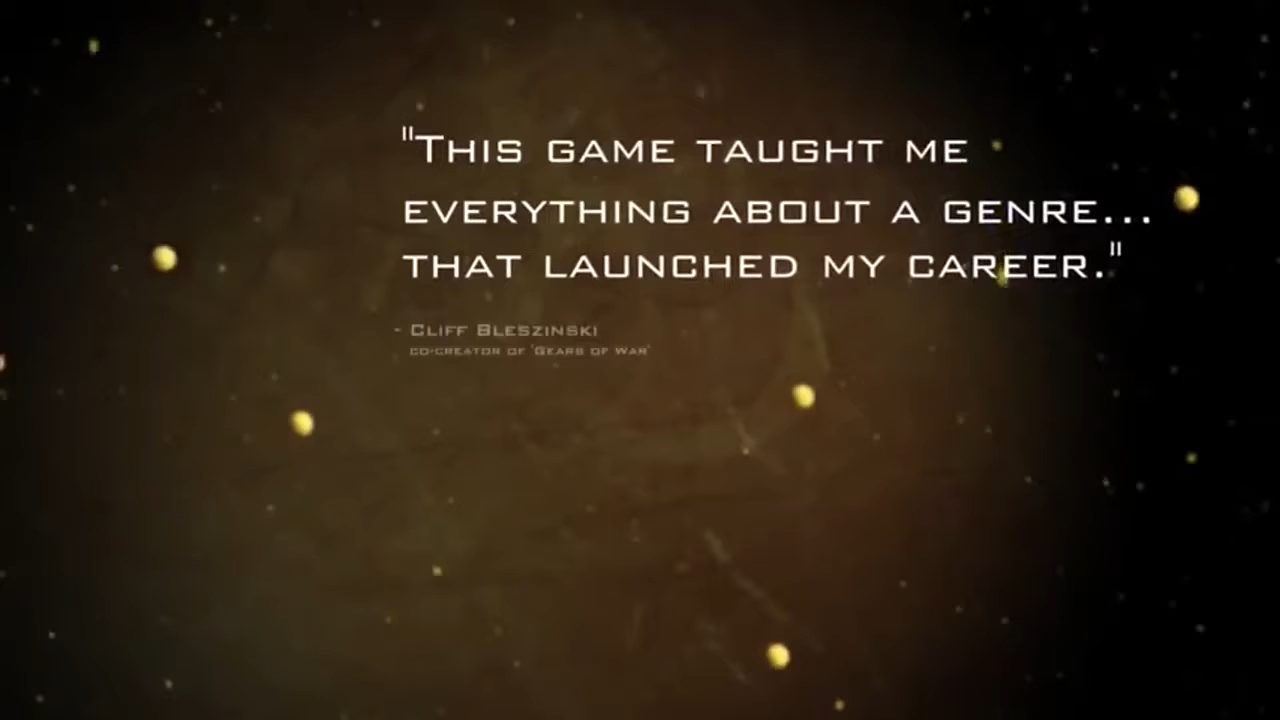 "This game taught me
everything about a genre...
that launched my career."
- Cliff Bleszinski
co-creator of 'Gears of War'